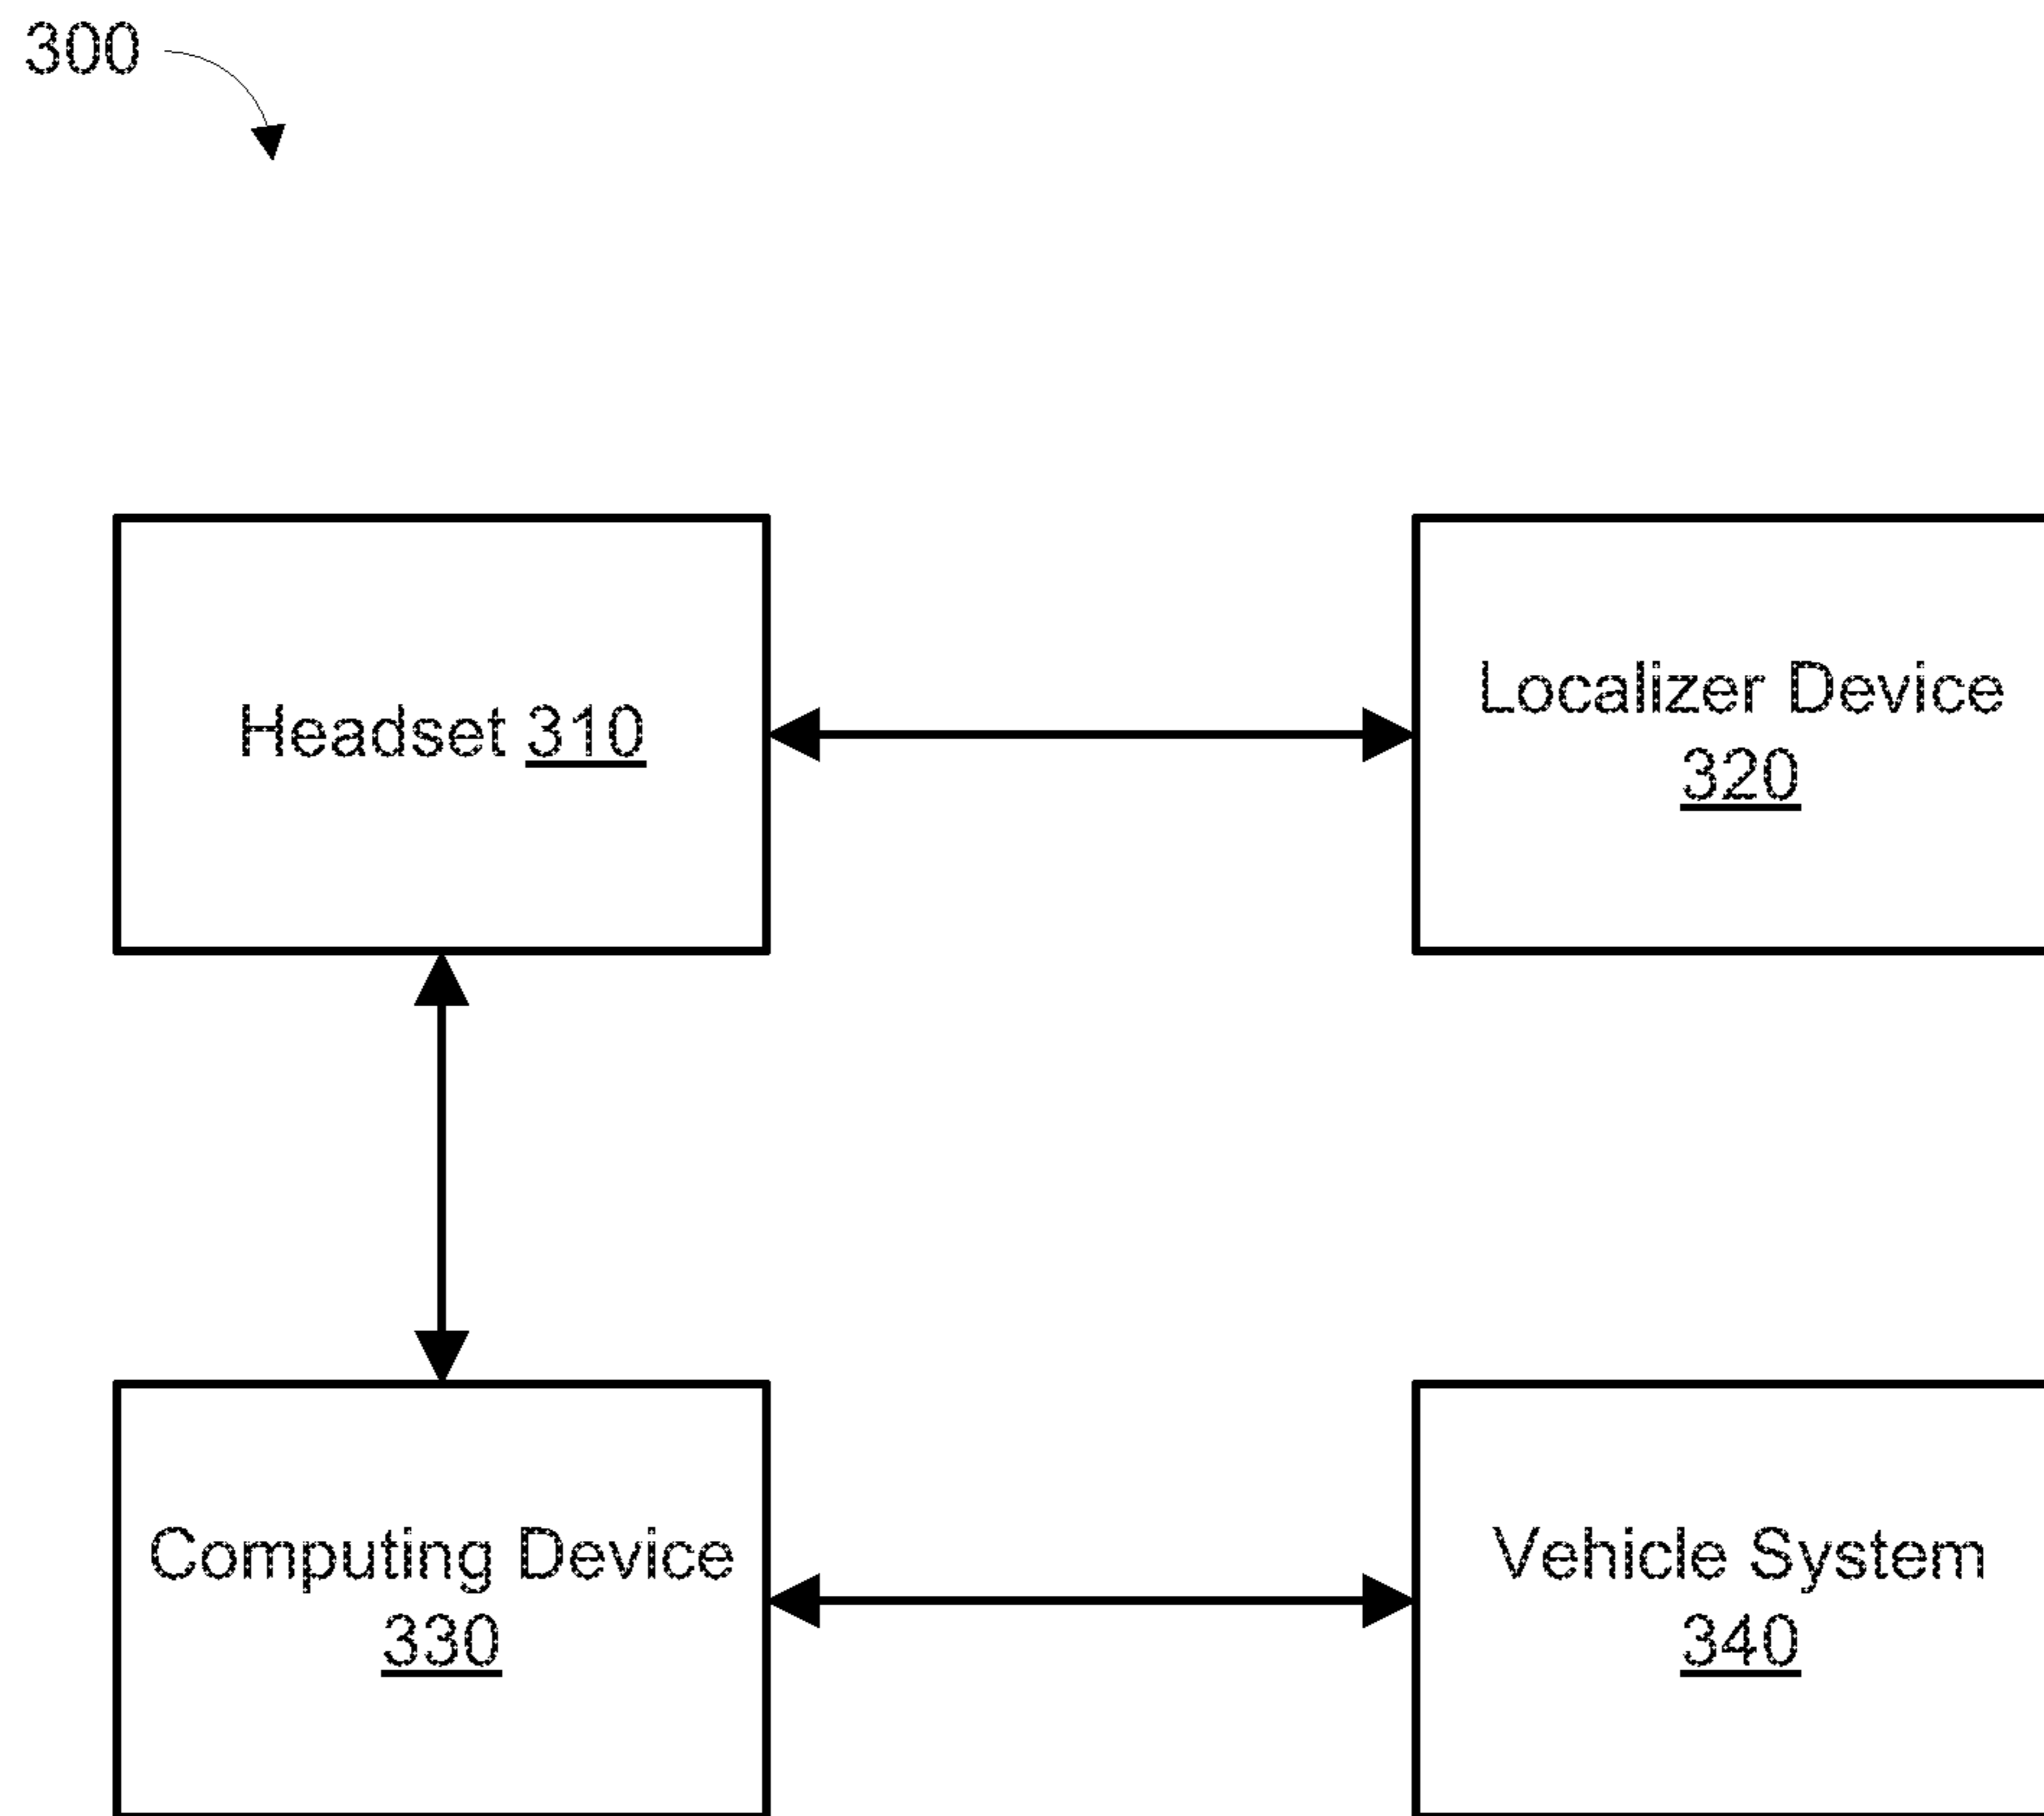 300
Headset 310
Localizer Device
320
Computing Device
330
Vehicle System
340